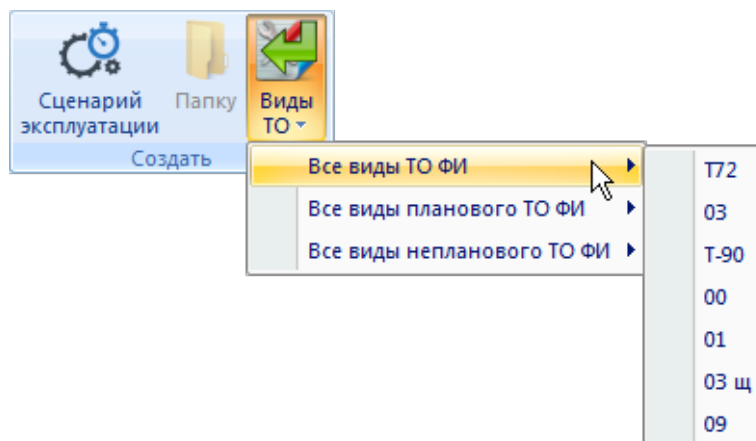 Сценарий
эксплуатации
Папку
Виды
ТО
Создать
Все виды ТО ФИ
Все виды планового ТО ФИ
Все виды непланового ТО ФИ
T72
03
T-90
00
01
03 щ
09